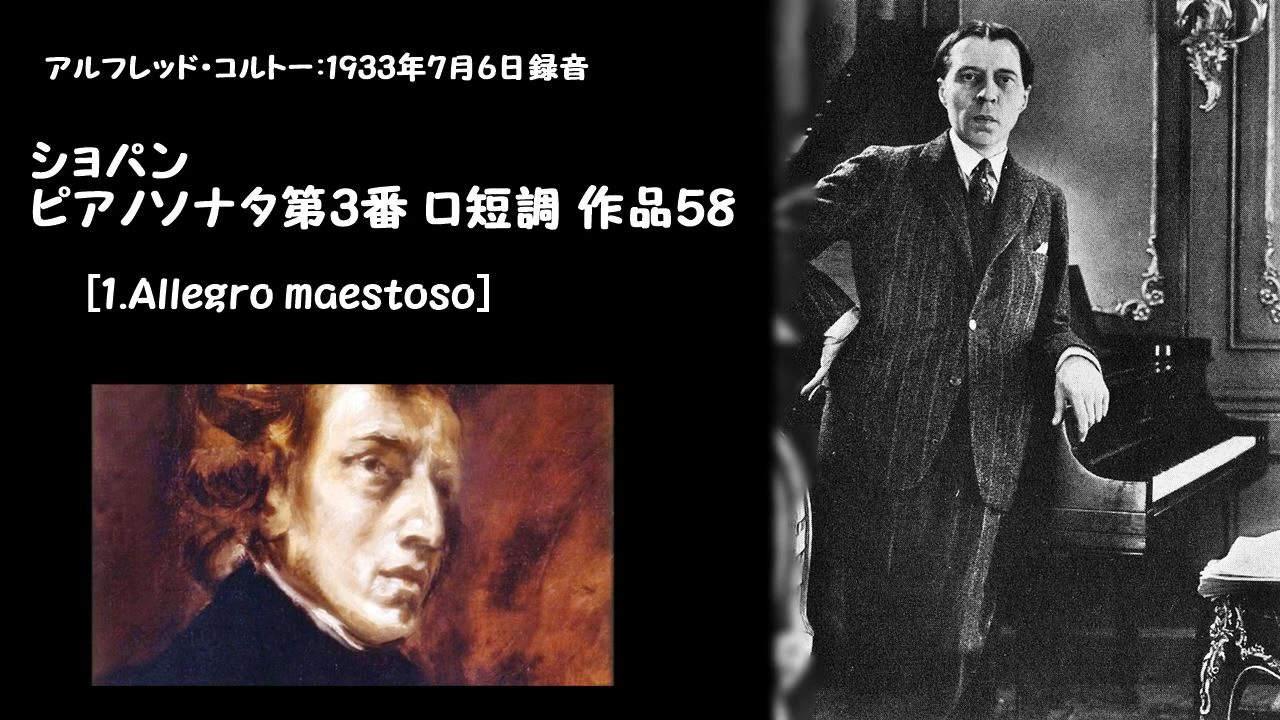 アルフレッド・コルトー:1933年7月6日録音
ショパン
ピアノソナタ第3番 ロ短調 作品58
[1.Allegro maestoso]